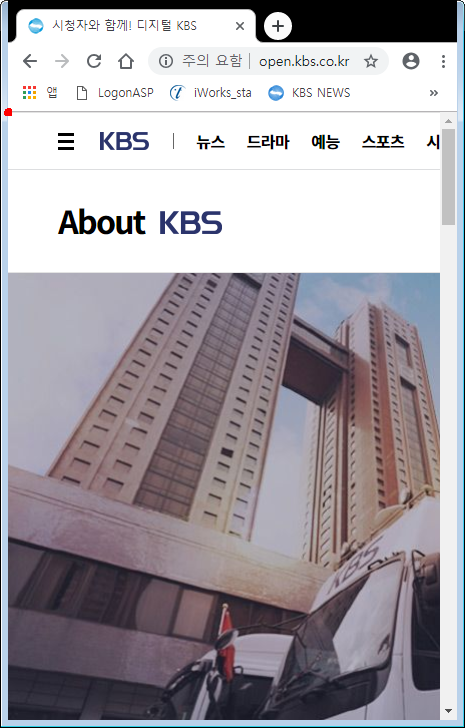 시청자와 함께! 디지털 KBS
주의 요함 | open.kbs.co.kr
앱 LogonASP iWorks_sta KBS NEWS »
KBS | 뉴스 드라마 예능 스포츠 시
About KBS
KBS